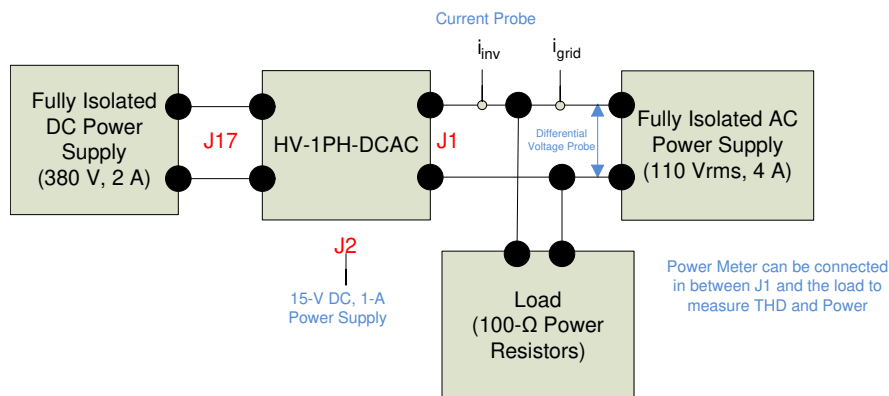 Current Probe
i_inv
i_grid
Fully Isolated
DC Power
Supply
(380 V, 2 A)
J17
HV-1PH-DCAC
J1
Differential
Voltage Probe
Fully Isolated AC
Power Supply
(110 Vrms, 4 A)
J2
15-V DC, 1-A
Power Supply
Load
(100-Ω Power
Resistors)
Power Meter can be connected
in between J1 and the load to
measure THD and Power